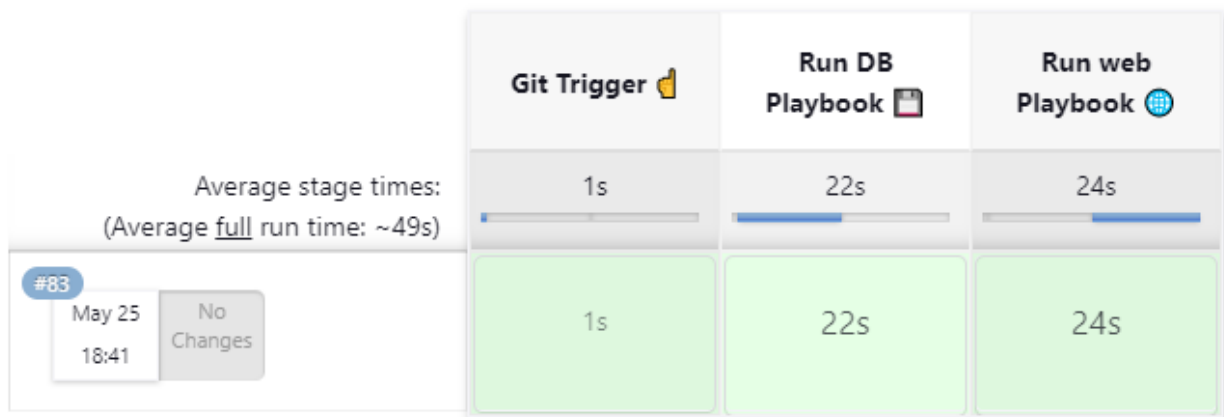 Git Trigger ☝
Run DB
Playbook 💾
Run web
Playbook 🌐
Average stage times:
(Average full run time: ~49s)
1s
22s
24s
#83
May 25
18:41
No
Changes
1s
22s
24s